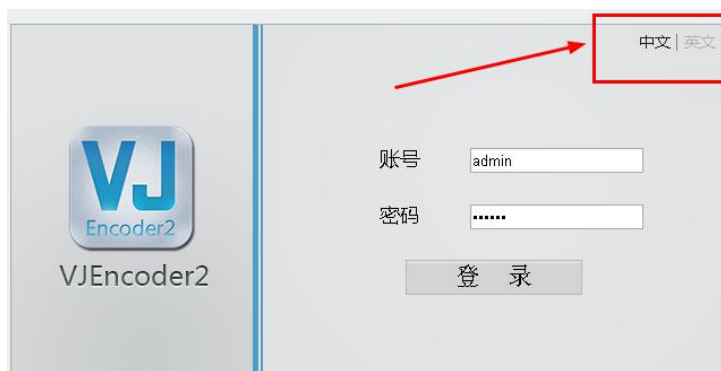 中文 | 英文
账号 admin
密码 ••••••
登 录
VJ
Encoder2
VJEncoder2